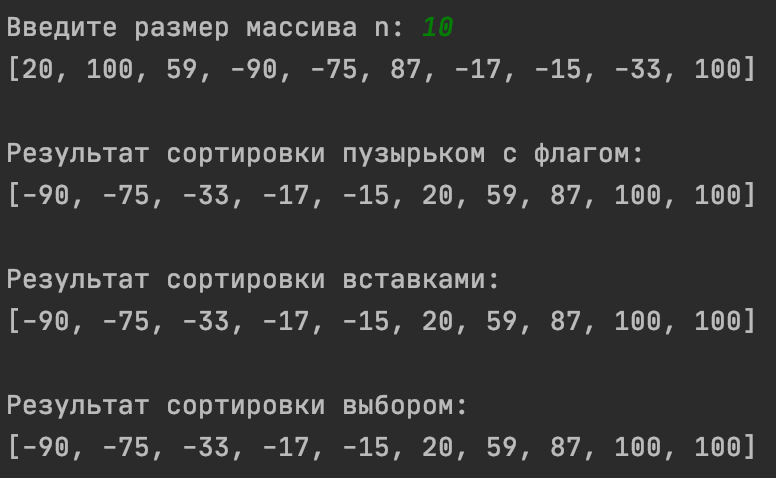 Введите размер массива n: 10
[20, 100, 59, -90, -75, 87, -17, -15, -33, 100]
Результат сортировки пузырьком с флагом:
[-90, -75, -33, -17, -15, 20, 59, 87, 100, 100]
Результат сортировки вставками:
[-90, -75, -33, -17, -15, 20, 59, 87, 100, 100]
Результат сортировки выбором:
[-90, -75, -33, -17, -15, 20, 59, 87, 100, 100]